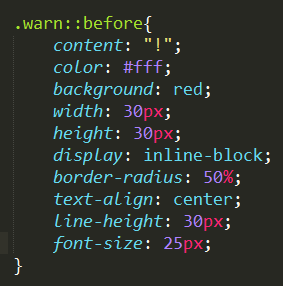 .warn::before{
    content: "!";
    color: #fff;
    background: red;
    width: 30px;
    height: 30px;
    display: inline-block;
    border-radius: 50%;
    text-align: center;
    line-height: 30px;
    font-size: 25px;
}